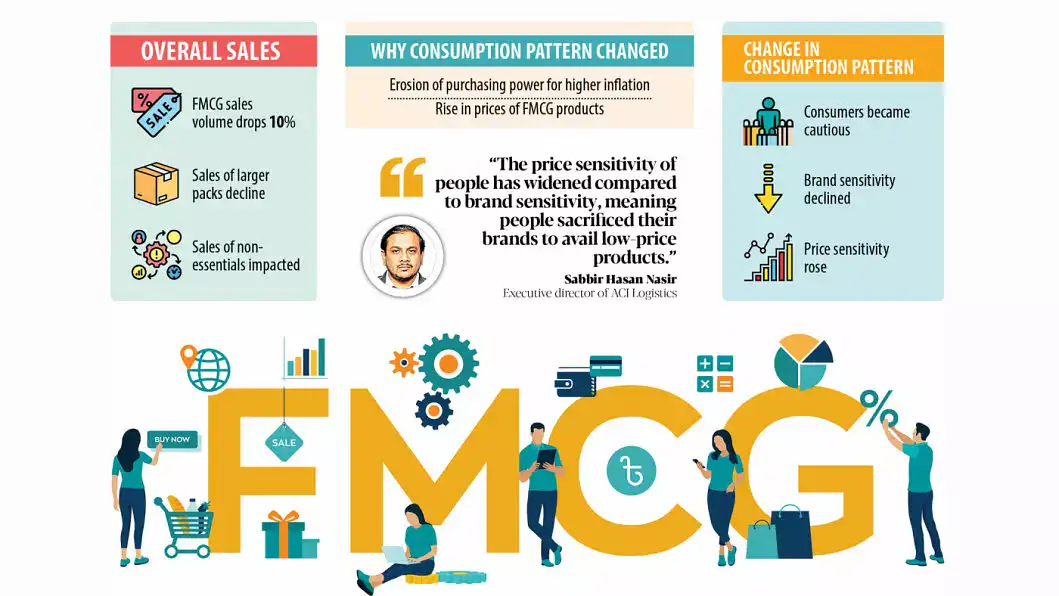 OVERALL SALES
FMCG sales
volume drops 10%
Sales of larger
packs decline
Sales of non-
essentials impacted
WHY CONSUMPTION PATTERN CHANGED
Erosion of purchasing power for higher inflation
Rise in prices of FMCG products
“The price sensitivity of
people has widened compared
to brand sensitivity, meaning
people sacrificed their
brands to avail low-price
products.”
Sabbir Hasan Nasir
Executive director of ACI Logistics
CHANGE IN
CONSUMPTION PATTERN
Consumers became
cautious
Brand sensitivity
declined
Price sensitivity
rose
%
SALE
FMCG
BUY NOW
SALE
৳
+ −
× =
%